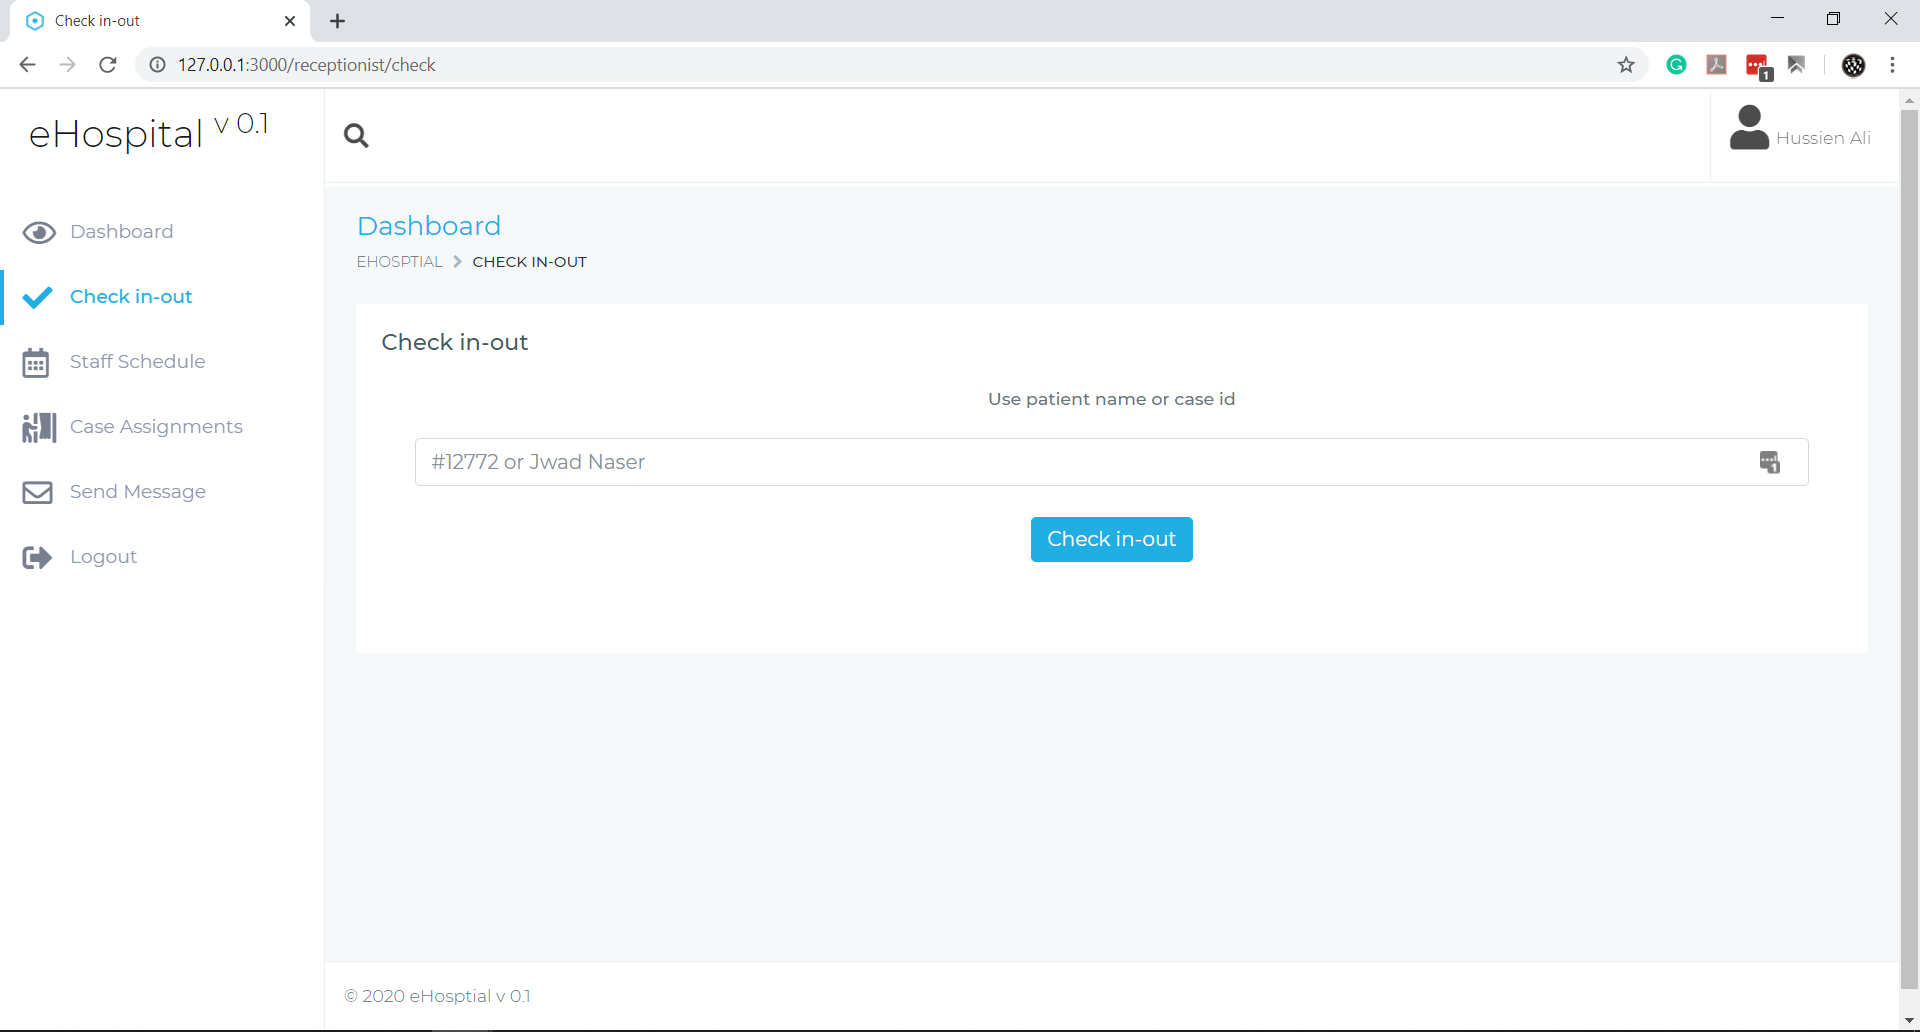 Check in-out
127.0.0.1:3000/receptionist/check
1
eHospital v 0.1
Hussien Ali
Dashboard
Check in-out
Staff Schedule
Case Assignments
Send Message
Logout
Dashboard
EHOSPTIAL CHECK IN-OUT
Check in-out
Use patient name or case id
#12772 or Jwad Naser
1
Check in-out
© 2020 eHosptial v 0.1